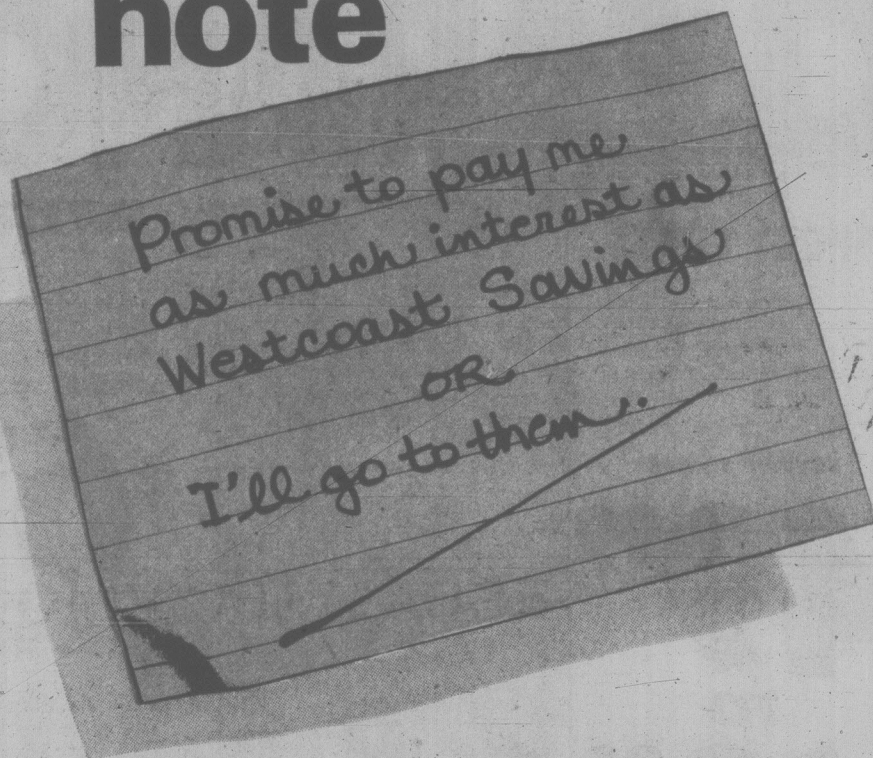 note
Promise to pay me
as much interest as
Westcoast Savings
OR
I'll go to them..